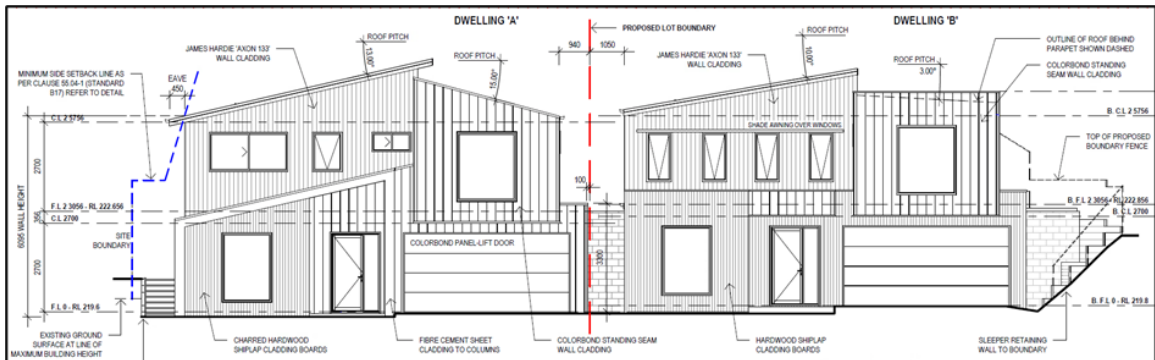 DWELLING 'A'
PROPOSED LOT BOUNDARY
DWELLING 'B'
940
1050
ROOF PITCH
13.00°
ROOF PITCH
15.00°
JAMES HARDIE 'AXON 133'
WALL CLADDING
MINIMUM SIDE SETBACK LINE AS
PER CLAUSE 55.04-1 (STANDARD
B17) REFER TO DETAIL
EAVE
450
JAMES HARDIE 'AXON 133'
WALL CLADDING
ROOF PITCH
10.00°
ROOF PITCH
3.00°
OUTLINE OF ROOF BEHIND
PARAPET SHOWN DASHED
COLORBOND STANDING
SEAM WALL CLADDING
C.L 2 5756
B. C.L 2 5756
SHADE AWNING OVER WINDOWS
TOP OF PROPOSED
BOUNDARY FENCE
2700
2700
6095 WALL HEIGHT
100
F.L 2 3056 - RL 222.656
B. F.L 2 3056 - RL 222.856
356
C.L 2700
B. C.L 2700
SITE
BOUNDARY
COLORBOND PANEL-LIFT DOOR
3300
2700
F.L 0 - RL 219.6
B. F.L 0 - RL 219.8
EXISTING GROUND
SURFACE AT LINE OF
MAXIMUM BUILDING HEIGHT
CHARRED HARDWOOD
SHIPLAP CLADDING BOARDS
FIBRE CEMENT SHEET
CLADDING TO COLUMNS
COLORBOND STANDING SEAM
WALL CLADDING
HARDWOOD SHIPLAP
CLADDING BOARDS
SLEEPER RETAINING
WALL TO BOUNDARY